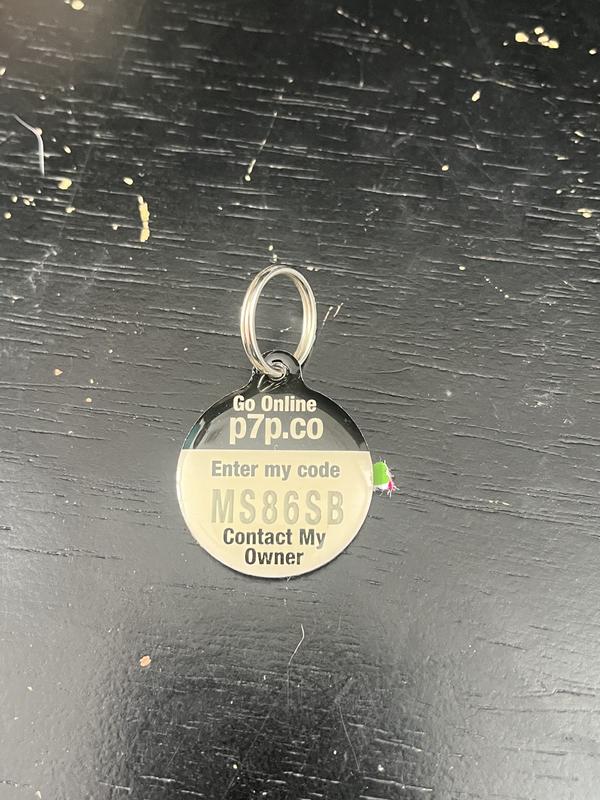 Go Online
p7p.co
Enter my code
MS86SB
Contact My
Owner